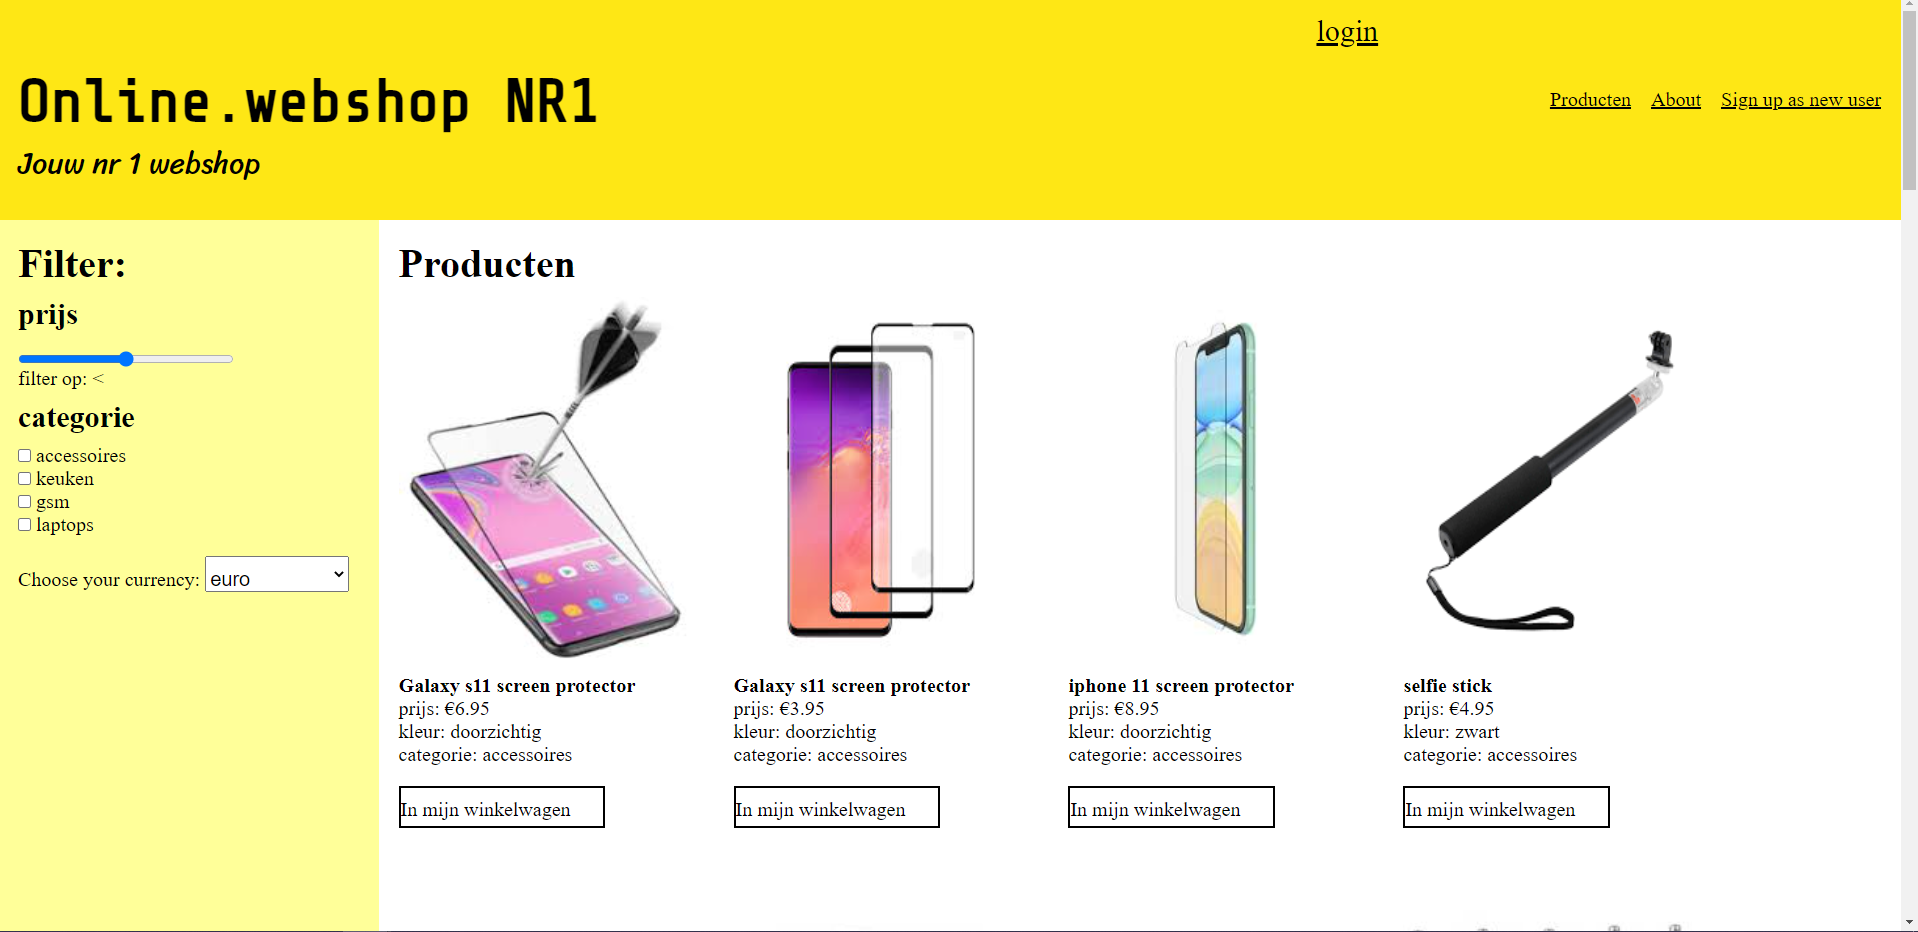 login
Online.webshop NR1
Producten About Sign up as new user
Jouw nr 1 webshop
Filter:
prijs
filter op: <
categorie
accessoires
keuken
gsm
laptops
Choose your currency: euro
Producten
Galaxy s11 screen protector
prijs: €6.95
kleur: doorzichtig
categorie: accessoires
In mijn winkelwagen
Galaxy s11 screen protector
prijs: €3.95
kleur: doorzichtig
categorie: accessoires
In mijn winkelwagen
iphone 11 screen protector
prijs: €8.95
kleur: doorzichtig
categorie: accessoires
In mijn winkelwagen
selfie stick
prijs: €4.95
kleur: zwart
categorie: accessoires
In mijn winkelwagen